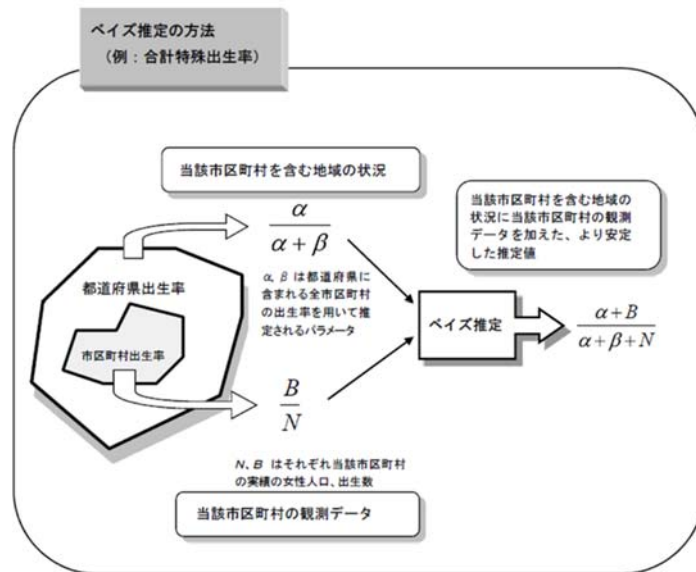 ベイズ推定の方法
(例:合計特殊出生率)
当該市区町村を含む地域の状況
α
α + β
α, β は都道府県に
含まれる全市区町村
の出生率を用いて推
定されるパラメータ
当該市区町村を含む地域の
状況に当該市区町村の観測
データを加えた、より安定
した推定値
都道府県出生率
市区町村出生率
ベイズ推定
α + B
α + β + N
B
N
N、B はそれぞれ当該市区町村
の実績の女性人口、出生数
当該市区町村の観測データ